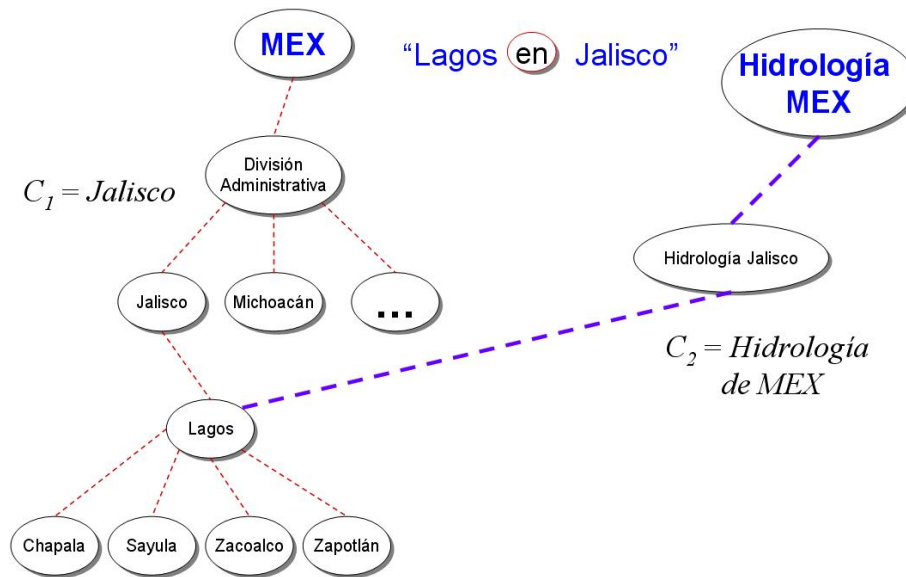 MEX
“Lagos en Jalisco”
Hidrología
MEX
División
Administrativa
C1 = Jalisco
Hidrología Jalisco
Jalisco
Michoacán
...
C2 = Hidrología
de MEX
Lagos
Chapala
Sayula
Zacoalco
Zapotlán